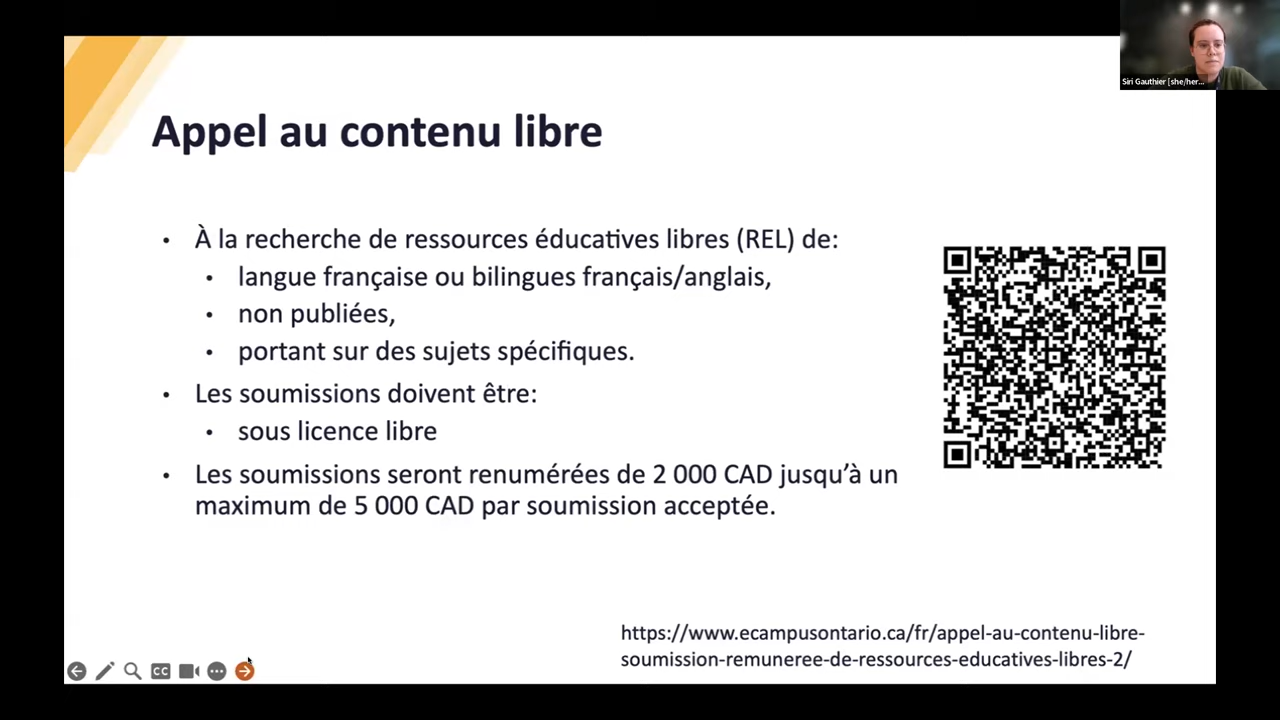 Siri Gauthier [she/her...
Appel au contenu libre
• À la recherche de ressources éducatives libres (REL) de:
• langue française ou bilingues français/anglais,
• non publiées,
• portant sur des sujets spécifiques.
• Les soumissions doivent être:
• sous licence libre
• Les soumissions seront renumérées de 2 000 CAD jusqu’à un
maximum de 5 000 CAD par soumission acceptée.
https://www.ecampusontario.ca/fr/appel-au-contenu-libre-
soumission-remuneree-de-ressources-educatives-libres-2/
CC